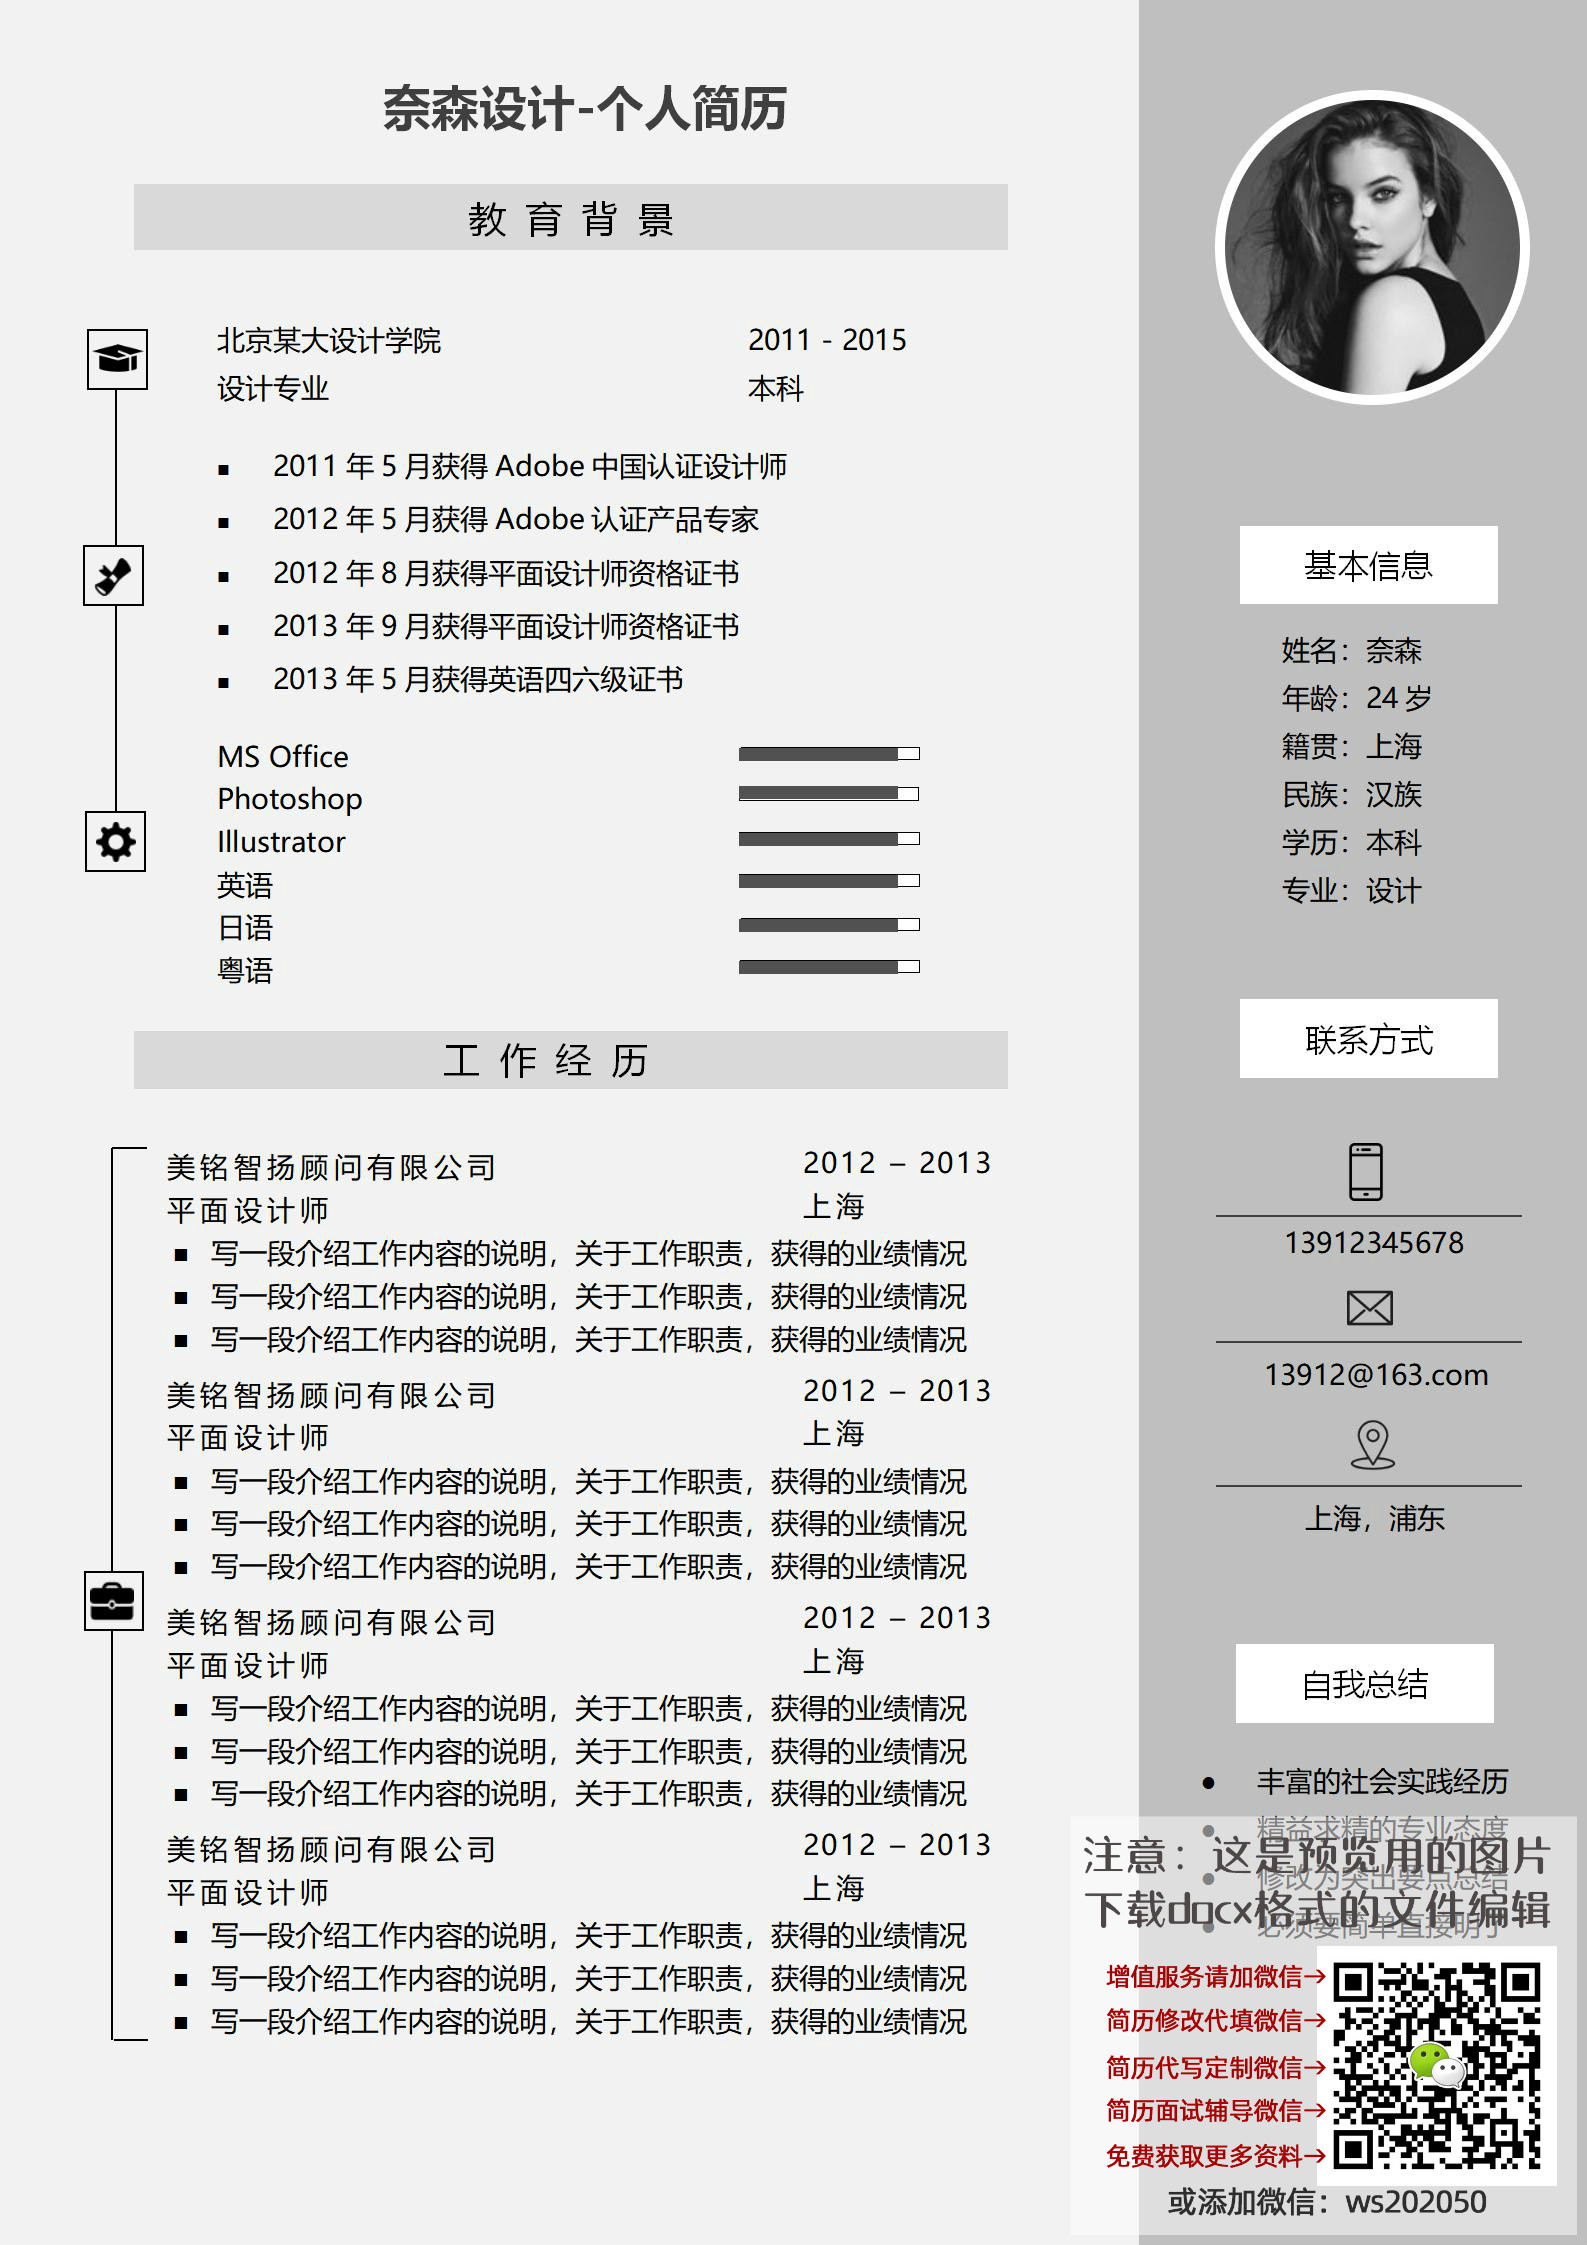 奈森设计-个人简历
教育背景
北京某大设计学院 2011 - 2015
设计专业 本科
■ 2011 年 5 月获得 Adobe 中国认证设计师
■ 2012 年 5 月获得 Adobe 认证产品专家
■ 2012 年 8 月获得平面设计师资格证书
■ 2013 年 9 月获得平面设计师资格证书
■ 2013 年 5 月获得英语四六级证书
MS Office
Photoshop
Illustrator
英语
日语
粤语
工作经历
美铭智扬顾问有限公司 2012 – 2013
平面设计师 上海
■ 写一段介绍工作内容的说明，关于工作职责，获得的业绩情况
■ 写一段介绍工作内容的说明，关于工作职责，获得的业绩情况
■ 写一段介绍工作内容的说明，关于工作职责，获得的业绩情况
美铭智扬顾问有限公司 2012 – 2013
平面设计师 上海
■ 写一段介绍工作内容的说明，关于工作职责，获得的业绩情况
■ 写一段介绍工作内容的说明，关于工作职责，获得的业绩情况
■ 写一段介绍工作内容的说明，关于工作职责，获得的业绩情况
美铭智扬顾问有限公司 2012 – 2013
平面设计师 上海
■ 写一段介绍工作内容的说明，关于工作职责，获得的业绩情况
■ 写一段介绍工作内容的说明，关于工作职责，获得的业绩情况
■ 写一段介绍工作内容的说明，关于工作职责，获得的业绩情况
美铭智扬顾问有限公司 2012 – 2013
平面设计师 上海
■ 写一段介绍工作内容的说明，关于工作职责，获得的业绩情况
■ 写一段介绍工作内容的说明，关于工作职责，获得的业绩情况
■ 写一段介绍工作内容的说明，关于工作职责，获得的业绩情况
基本信息
姓名：奈森
年龄：24 岁
籍贯：上海
民族：汉族
学历：本科
专业：设计
联系方式
13912345678
13912@163.com
上海，浦东
自我总结
● 丰富的社会实践经历
● 精益求精的专业态度
● 修改为突出要点总结
● 必须要简单直接明了
注意：这是预览用的图片
下载docx格式的文件编辑
增值服务请加微信→
简历修改代填微信→
简历代写定制微信→
简历面试辅导微信→
免费获取更多资料→
或添加微信：ws202050